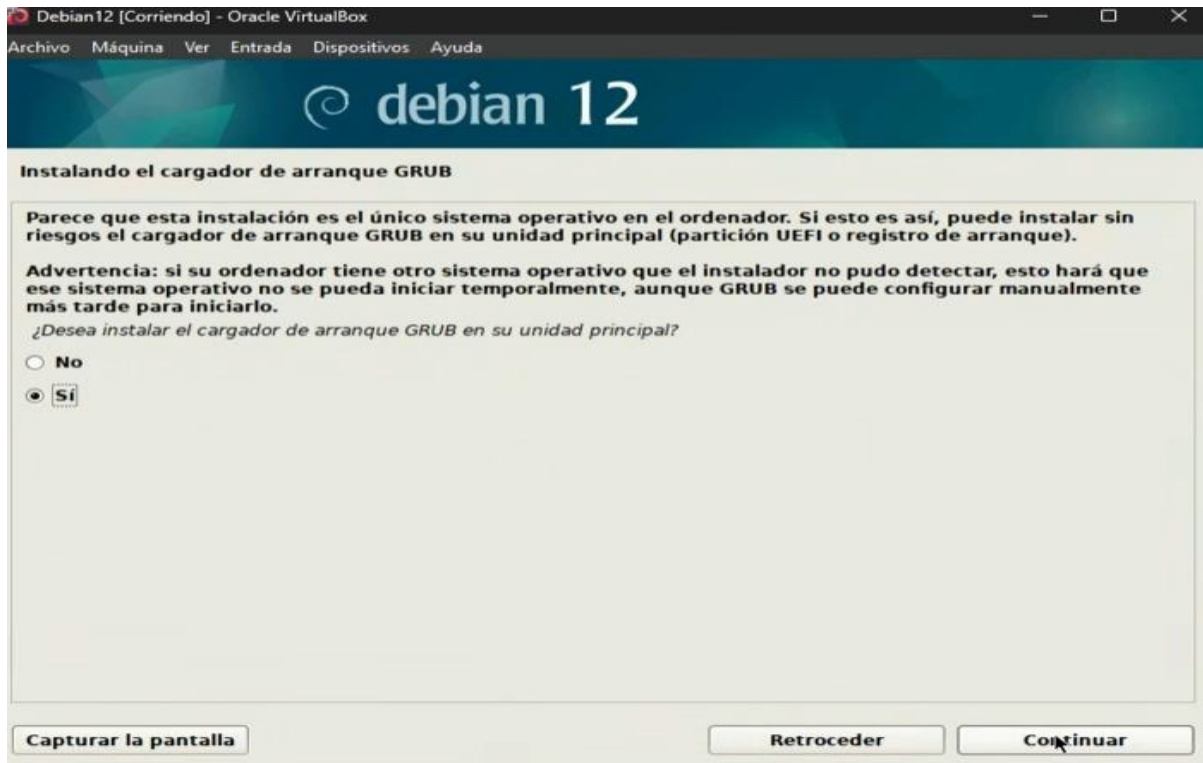 Debian12 [Corriendo] - Oracle VirtualBox
Archivo Máquina Ver Entrada Dispositivos Ayuda
debian 12
Instalando el cargador de arranque GRUB
Parece que esta instalación es el único sistema operativo en el ordenador. Si esto es así, puede instalar sin
riesgos el cargador de arranque GRUB en su unidad principal (partición UEFI o registro de arranque).
Advertencia: si su ordenador tiene otro sistema operativo que el instalador no pudo detectar, esto hará que
ese sistema operativo no se pueda iniciar temporalmente, aunque GRUB se puede configurar manualmente
más tarde para iniciarlo.
¿Desea instalar el cargador de arranque GRUB en su unidad principal?
No
Sí
Capturar la pantalla Retroceder Continuar